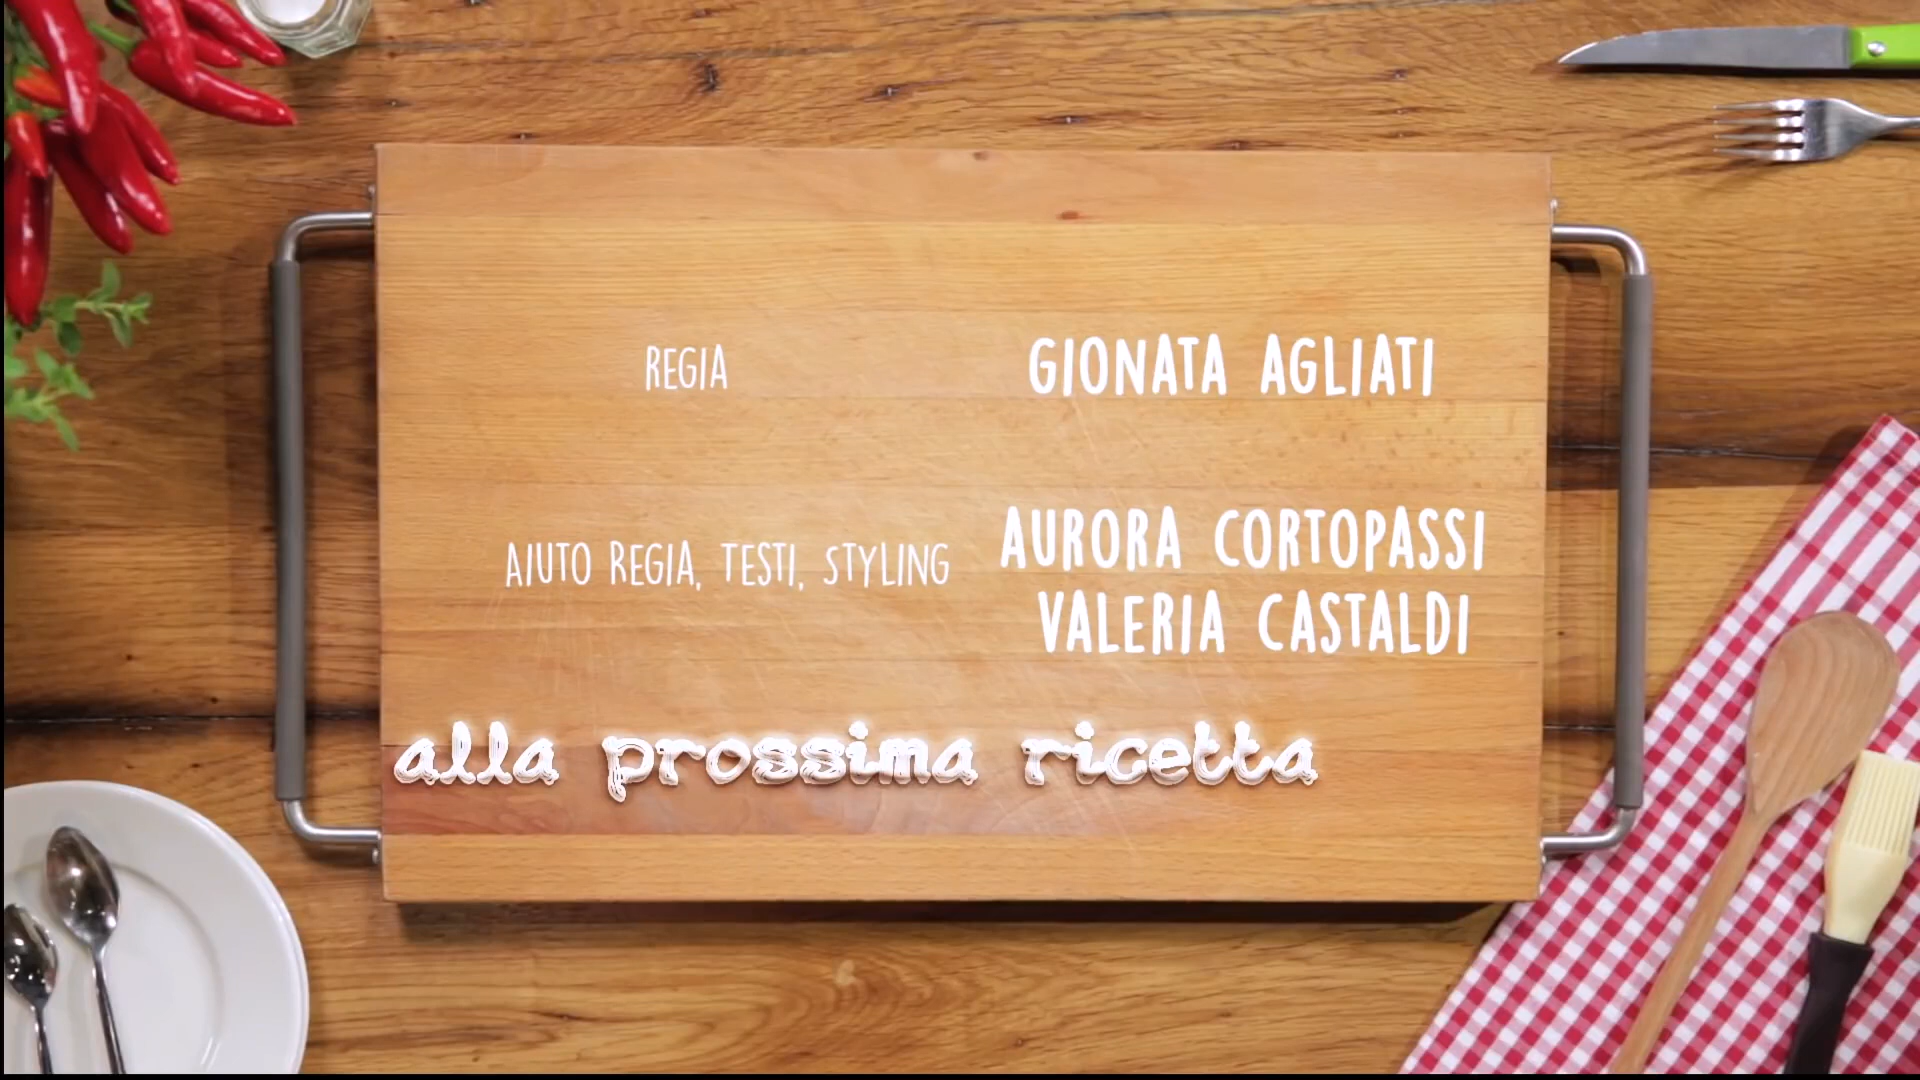 REGIA
GIONATA AGLIATI
AIUTO REGIA, TESTI, STYLING
AURORA CORTOPASSI
VALERIA CASTALDI
alla prossima ricetta